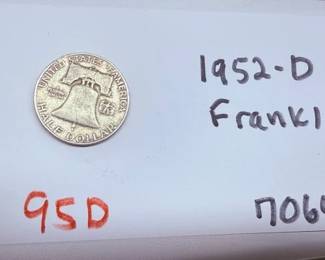 UNITED STATES OF AMERICA
HALF DOLLAR
1952-D
Frankl
95D
706